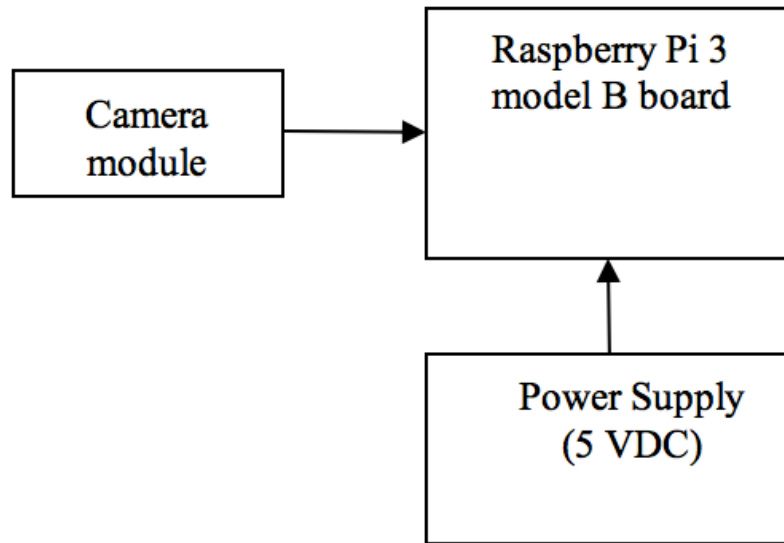 Raspberry Pi 3
model B board
Camera
module
Power Supply
(5 VDC)